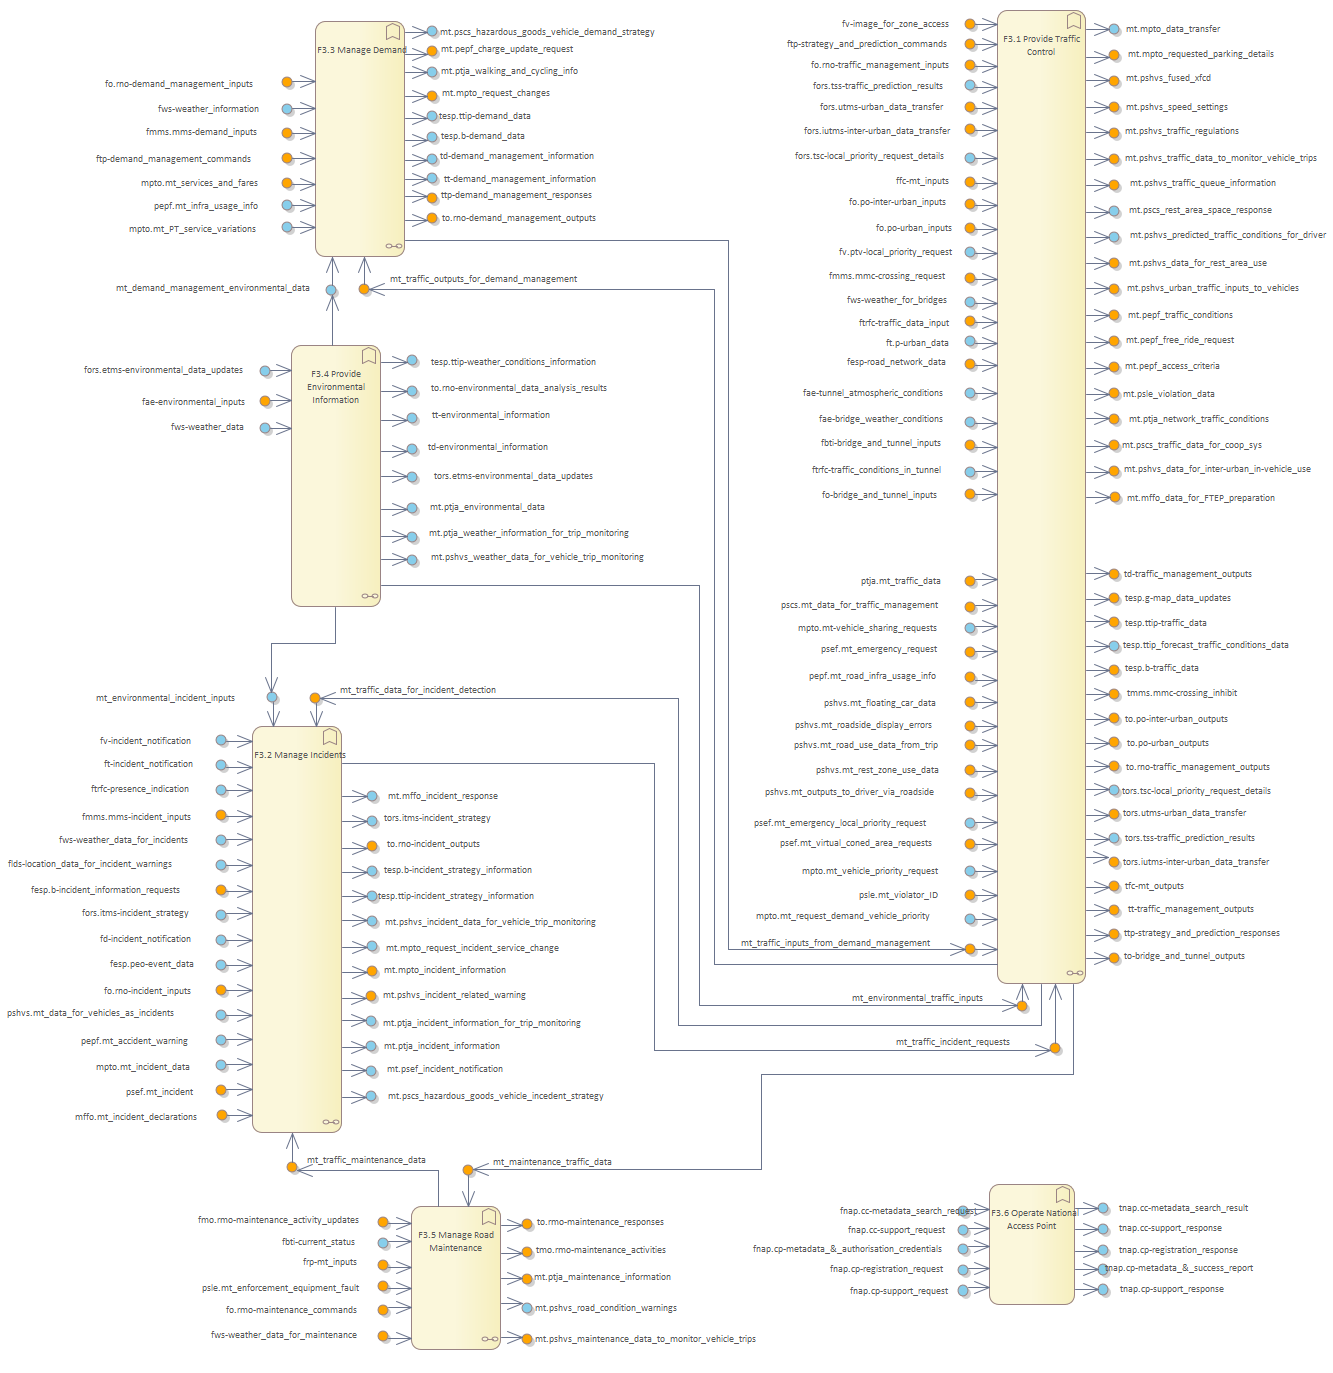 F3.3 Manage Demand
fo.rno-demand_management_inputs
fws-weather_information
fmms.mms-demand_inputs
ftp-demand_management_commands
mpto.mt_services_and_fares
pepf.mt_infra_usage_info
mpto.mt_PT_service_variations
mt.pscs_hazardous_goods_vehicle_demand_strategy
mt.pepf_charge_update_request
mt.ptja_walking_and_cycling_info
mt.mpto_request_changes
tesp.ttip-demand_data
tesp.b-demand_data
td-demand_management_information
tt-demand_management_information
ttp-demand_management_responses
to.rno-demand_management_outputs
mt_demand_management_environmental_data
mt_traffic_outputs_for_demand_management
F3.4 Provide
Environmental
Information
fors.etms-environmental_data_updates
fae-environmental_inputs
fws-weather_data
tesp.ttip-weather_conditions_information
to.rno-environmental_data_analysis_results
tt-environmental_information
td-environmental_information
tors.etms-environmental_data_updates
mt.ptja_environmental_data
mt.ptja_weather_information_for_trip_monitoring
mt.pshvs_weather_data_for_vehicle_trip_monitoring
mt_environmental_incident_inputs
mt_traffic_data_for_incident_detection
F3.2 Manage Incidents
fv-incident_notification
ft-incident_notification
ftrfc-presence_indication
fmms.mms-incident_inputs
fws-weather_data_for_incidents
flds-location_data_for_incident_warnings
fesp.b-incident_information_requests
fors.itms-incident_strategy
fd-incident_notification
fesp.peo-event_data
fo.rno-incident_inputs
pshvs.mt_data_for_vehicles_as_incidents
pepf.mt_accident_warning
mpto.mt_incident_data
psef.mt_incident
mffo.mt_incident_declarations
mt.mffo_incident_response
tors.itms-incident_strategy
to.rno-incident_outputs
tesp.b-incident_strategy_information
tesp.ttip-incident_strategy_information
mt.pshvs_incident_data_for_vehicle_trip_monitoring
mt.mpto_request_incident_service_change
mt.mpto_incident_information
mt.pshvs_incident_related_warning
mt.ptja_incident_information_for_trip_monitoring
mt.ptja_incident_information
mt.psef_incident_notification
mt.pscs_hazardous_goods_vehicle_incedent_strategy
mt_traffic_maintenance_data
mt_maintenance_traffic_data
F3.5 Manage Road
Maintenance
fmo.rmo-maintenance_activity_updates
fbti-current_status
frp-mt_inputs
psle.mt_enforcement_equipment_fault
fo.rmo-maintenance_commands
fws-weather_data_for_maintenance
to.rmo-maintenance_responses
tmo.rmo-maintenance_activities
mt.ptja_maintenance_information
mt.pshvs_road_condition_warnings
mt.pshvs_maintenance_data_to_monitor_vehicle_trips
F3.1 Provide Traffic
Control
fv-image_for_zone_access
ftp-strategy_and_prediction_commands
fo.rno-traffic_management_inputs
fors.tss-traffic_prediction_results
fors.utms-urban_data_transfer
fors.iutms-inter-urban_data_transfer
fors.tsc-local_priority_request_details
ffc-mt_inputs
fo.po-inter-urban_inputs
fo.po-urban_inputs
fv.ptv-local_priority_request
fmms.mmc-crossing_request
fws-weather_for_bridges
ftrfc-traffic_data_input
ft.p-urban_data
fesp-road_network_data
fae-tunnel_atmospheric_conditions
fae-bridge_weather_conditions
fbti-bridge_and_tunnel_inputs
ftrfc-traffic_conditions_in_tunnel
fo-bridge_and_tunnel_inputs
ptja.mt_traffic_data
pscs.mt_data_for_traffic_management
mpto.mt-vehicle_sharing_requests
psef.mt_emergency_request
pepf.mt_road_infra_usage_info
pshvs.mt_floating_car_data
pshvs.mt_roadside_display_errors
pshvs.mt_road_use_data_from_trip
pshvs.mt_rest_zone_use_data
pshvs.mt_outputs_to_driver_via_roadside
psef.mt_emergency_local_priority_request
psef.mt_virtual_coned_area_requests
mpto.mt_vehicle_priority_request
psle.mt_violator_ID
mpto.mt_request_demand_vehicle_priority
mt_traffic_inputs_from_demand_management
mt.mpto_data_transfer
mt.mpto_requested_parking_details
mt.pshvs_fused_xfcd
mt.pshvs_speed_settings
mt.pshvs_traffic_regulations
mt.pshvs_traffic_data_to_monitor_vehicle_trips
mt.pshvs_traffic_queue_information
mt.pscs_rest_area_space_response
mt.pshvs_predicted_traffic_conditions_for_driver
mt.pshvs_data_for_rest_area_use
mt.pshvs_urban_traffic_inputs_to_vehicles
mt.pepf_traffic_conditions
mt.pepf_free_ride_request
mt.pepf_access_criteria
mt.psle_violation_data
mt.ptja_network_traffic_conditions
mt.pscs_traffic_data_for_coop_sys
mt.pshvs_data_for_inter-urban_in-vehicle_use
mt.mffo_data_for_FTEP_preparation
td-traffic_management_outputs
tesp.g-map_data_updates
tesp.ttip-traffic_data
tesp.ttip_forecast_traffic_conditions_data
tesp.b-traffic_data
tmms.mmc-crossing_inhibit
to.po-inter-urban_outputs
to.po-urban_outputs
to.rno-traffic_management_outputs
tors.tsc-local_priority_request_details
tors.utms-urban_data_transfer
tors.tss-traffic_prediction_results
tors.iutms-inter-urban_data_transfer
tfc-mt_outputs
tt-traffic_management_outputs
ttp-strategy_and_prediction_responses
to-bridge_and_tunnel_outputs
mt_environmental_traffic_inputs
mt_traffic_incident_requests
F3.6 Operate National
Access Point
fnap.cc-metadata_search_request
fnap.cc-support_request
fnap.cp-metadata_&_authorisation_credentials
fnap.cp-registration_request
fnap.cp-support_request
tnap.cc-metadata_search_result
tnap.cc-support_response
tnap.cp-registration_response
tnap.cp-metadata_&_success_report
tnap.cp-support_response